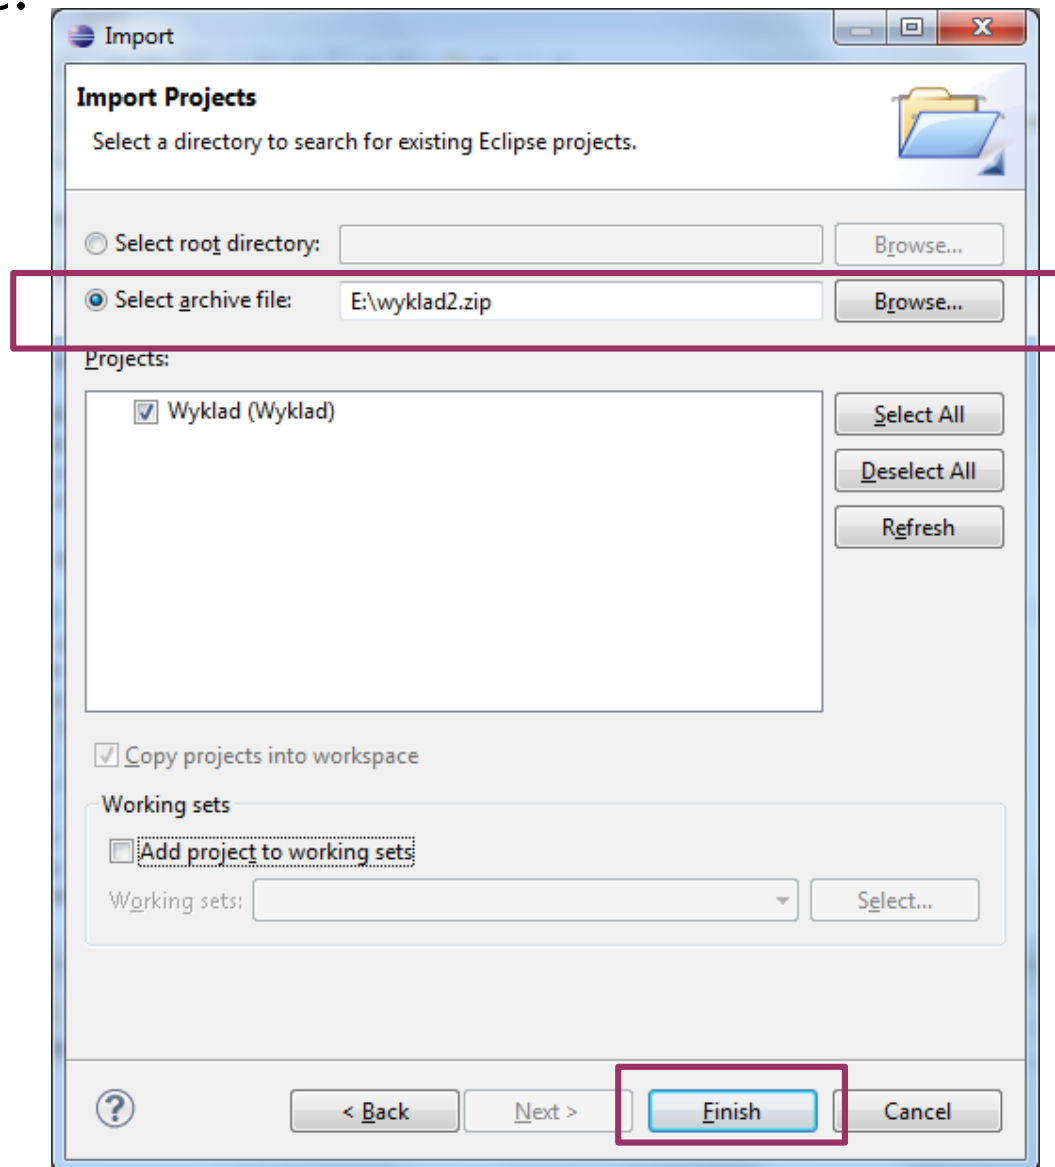 Import
Import Projects
Select a directory to search for existing Eclipse projects.
Select root directory: Browse...
Select archive file: E:\wyklad2.zip Browse...
Projects:
Wyklad (Wyklad)
Select All
Deselect All
Refresh
Copy projects into workspace
Working sets
Add project to working sets
Working sets: Select...
< Back Next > Finish Cancel